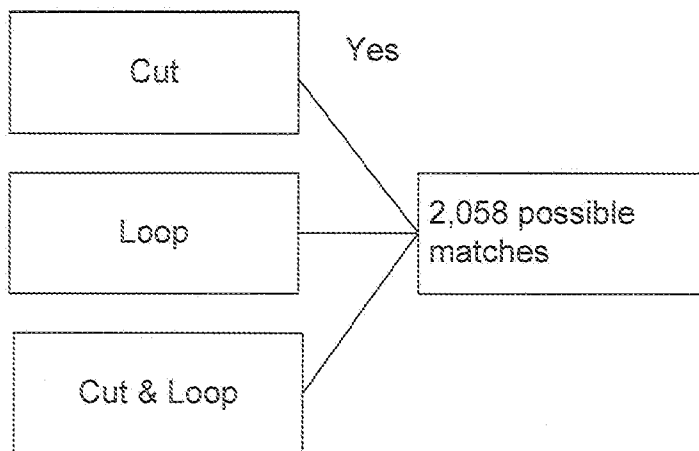 Cut
Yes
Loop
2,058 possible
matches
Cut & Loop